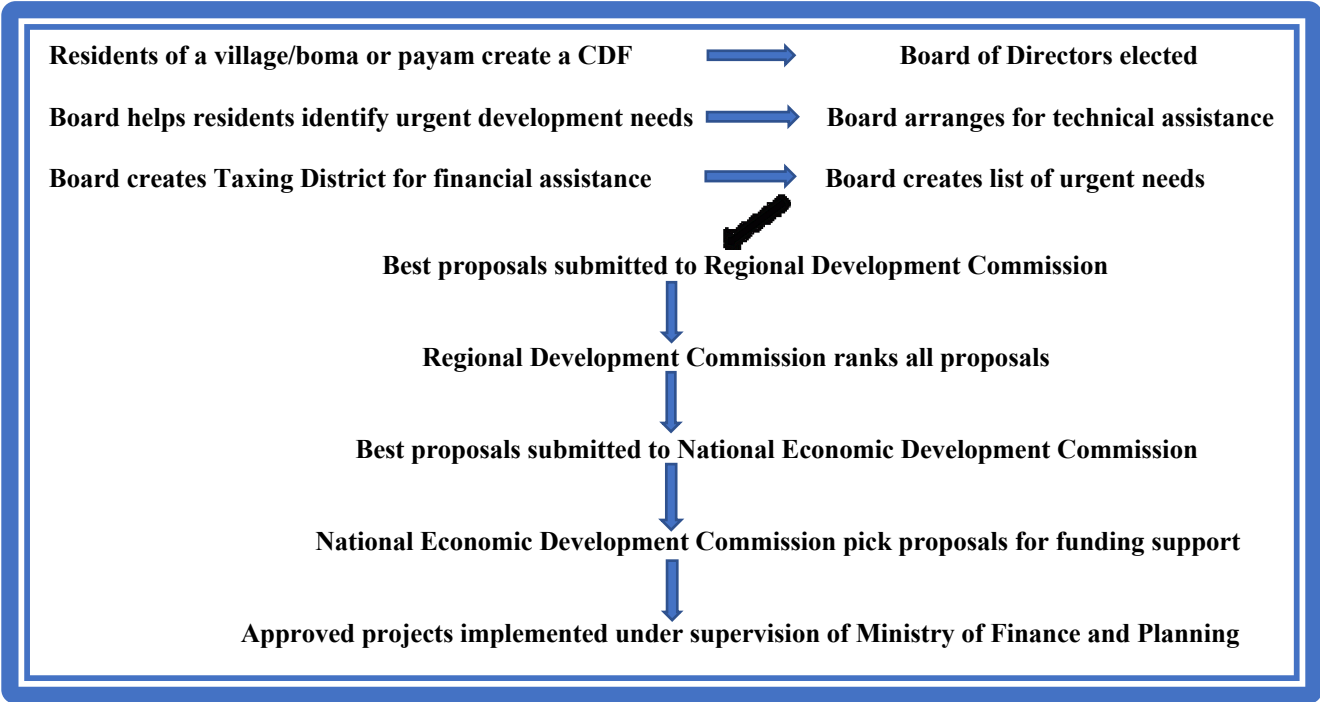 Residents of a village/boma or payam create a CDF Board of Directors elected
Board helps residents identify urgent development needs Board arranges for technical assistance
Board creates Taxing District for financial assistance Board creates list of urgent needs
Best proposals submitted to Regional Development Commission
Regional Development Commission ranks all proposals
Best proposals submitted to National Economic Development Commission
National Economic Development Commission pick proposals for funding support
Approved projects implemented under supervision of Ministry of Finance and Planning